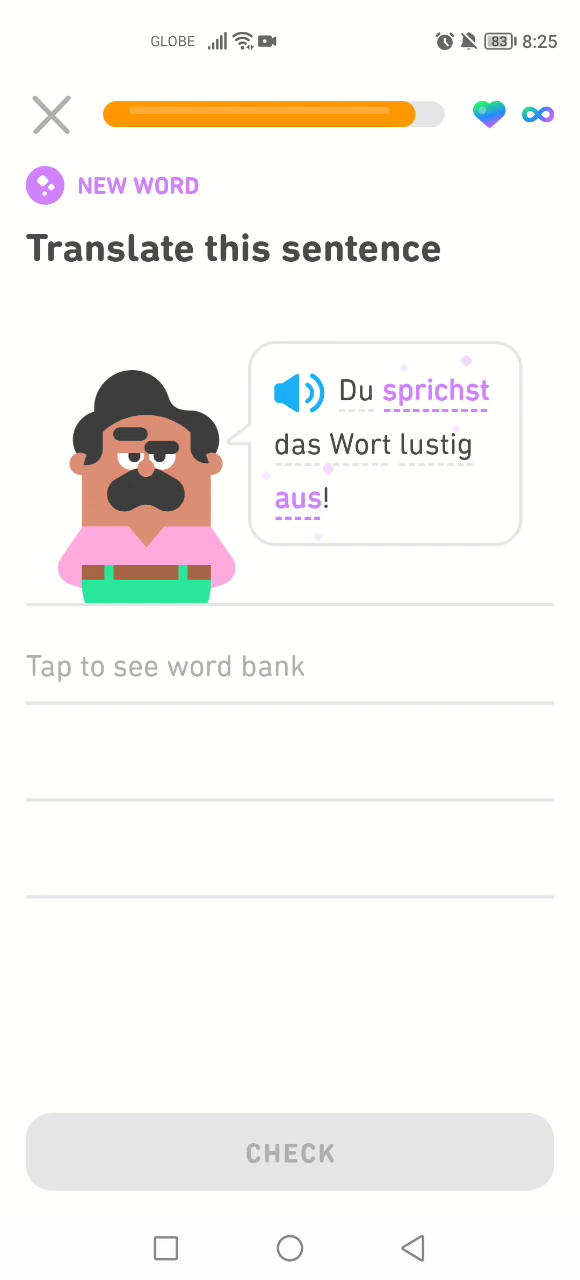 GLOBE 83 8:25
NEW WORD
Translate this sentence
Du sprichst
das Wort lustig
aus!
Tap to see word bank
CHECK